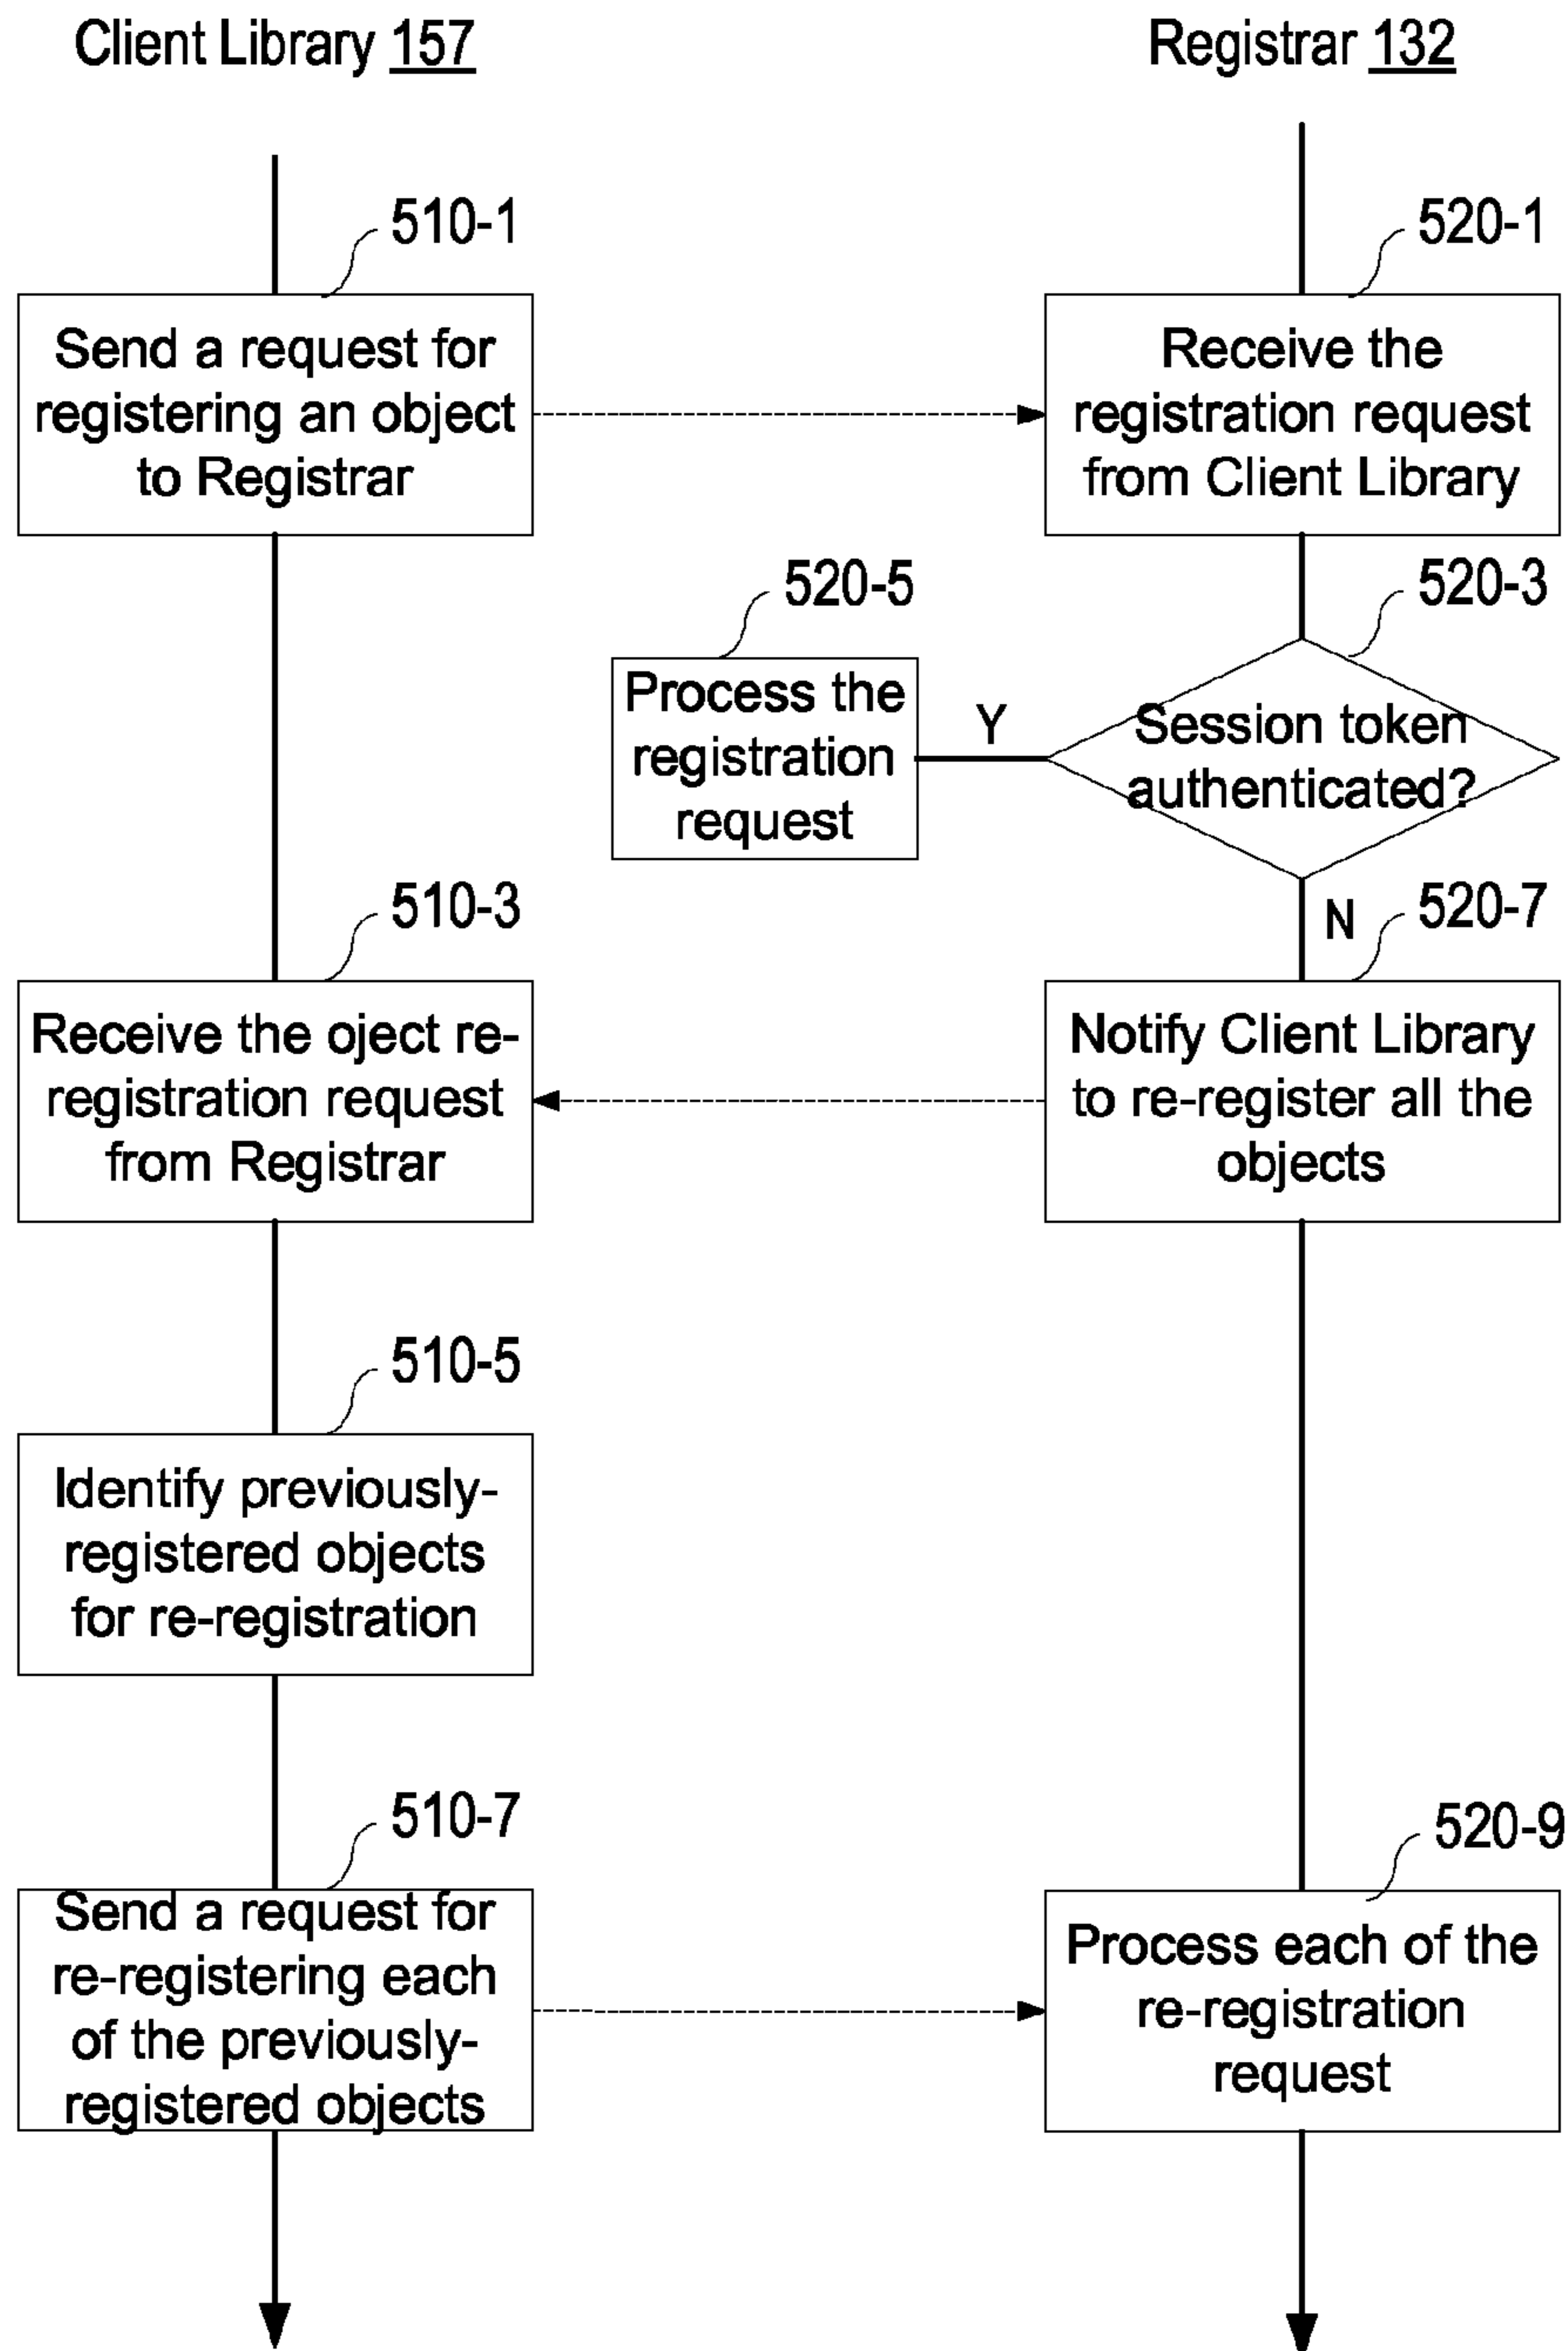 Client Library 157
Registrar 132
510-1
520-1
Send a request for
registering an object
to Registrar
Receive the
registration request
from Client Library
520-5
520-3
Process the
registration
request
Y
Session token
authenticated?
510-3
N
520-7
Receive the oject re-
registration request
from Registrar
Notify Client Library
to re-register all the
objects
510-5
Identify previously-
registered objects
for re-registration
510-7
520-9
Send a request for
re-registering each
of the previously-
registered objects
Process each of the
re-registration
request